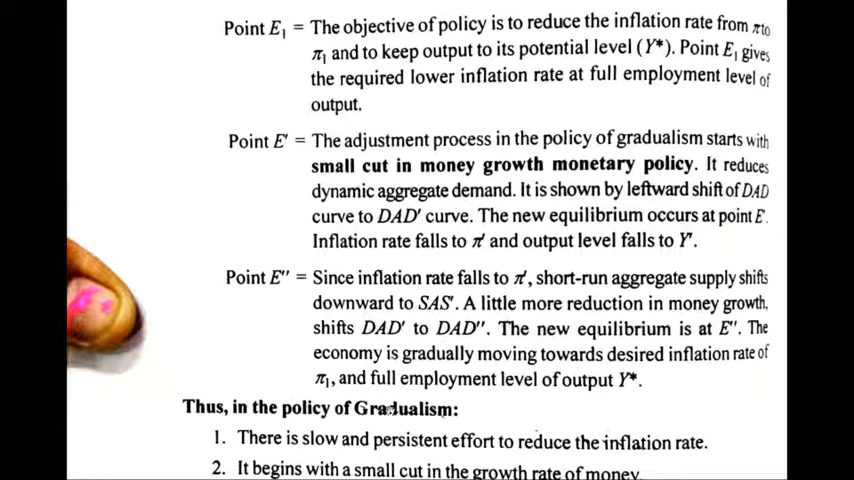 Point E₁ = The objective of policy is to reduce the inflation rate from π to
π₁ and to keep output to its potential level (Y*). Point E₁ gives
the required lower inflation rate at full employment level of
output.
Point E′ = The adjustment process in the policy of gradualism starts with
small cut in money growth monetary policy. It reduces
dynamic aggregate demand. It is shown by leftward shift of DAD
curve to DAD′ curve. The new equilibrium occurs at point E′.
Inflation rate falls to π′ and output level falls to Y′.
Point E″ = Since inflation rate falls to π′, short-run aggregate supply shifts
downward to SAS′. A little more reduction in money growth,
shifts DAD′ to DAD″. The new equilibrium is at E″. The
economy is gradually moving towards desired inflation rate of
π₁, and full employment level of output Y*.
Thus, in the policy of Gradualism:
1. There is slow and persistent effort to reduce the inflation rate.
2. It begins with a small cut in the growth rate of money.